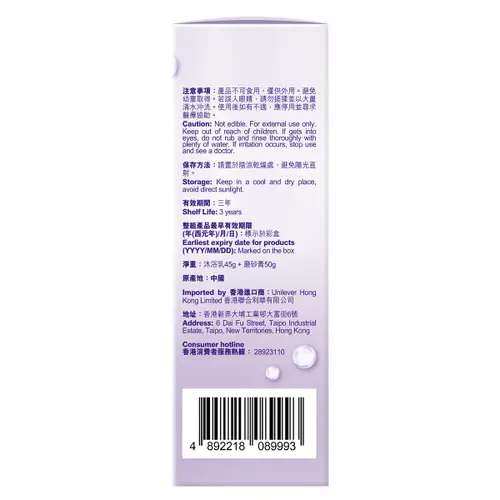 注意事項：產品不可食用，僅供外用。避免
幼童取得。若誤入眼睛，請勿搓揉並以大量
清水沖洗。使用後如有不適，應停用並尋求
醫療協助。
Caution: Not edible. For external use only.
Keep out of reach of children. If gets into
eyes, do not rub and rinse thoroughly with
plenty of water. If irritation occurs, stop use
and see a doctor.
保存方法：請置於陰涼乾燥處，避免陽光直
射。
Storage: Keep in a cool and dry place,
avoid direct sunlight.
有效期間：三年
Shelf Life: 3 years
整組產品最早有效期限
(年(西元年)/月/日)：標示於彩盒
Earliest expiry date for products
(YYYY/MM/DD): Marked on the box
淨重：沐浴乳45g + 磨砂膏50g
原產地：中國
Imported by 香港進口商：Unilever Hong
Kong Limited 香港聯合利華有限公司
地址：香港新界大埔工業邨大富街6號
Address: 6 Dai Fu Street, Taipo Industrial
Estate, Taipo, New Territories, Hong Kong
Consumer hotline
香港消費者服務熱線：28923110
4 892218 089993